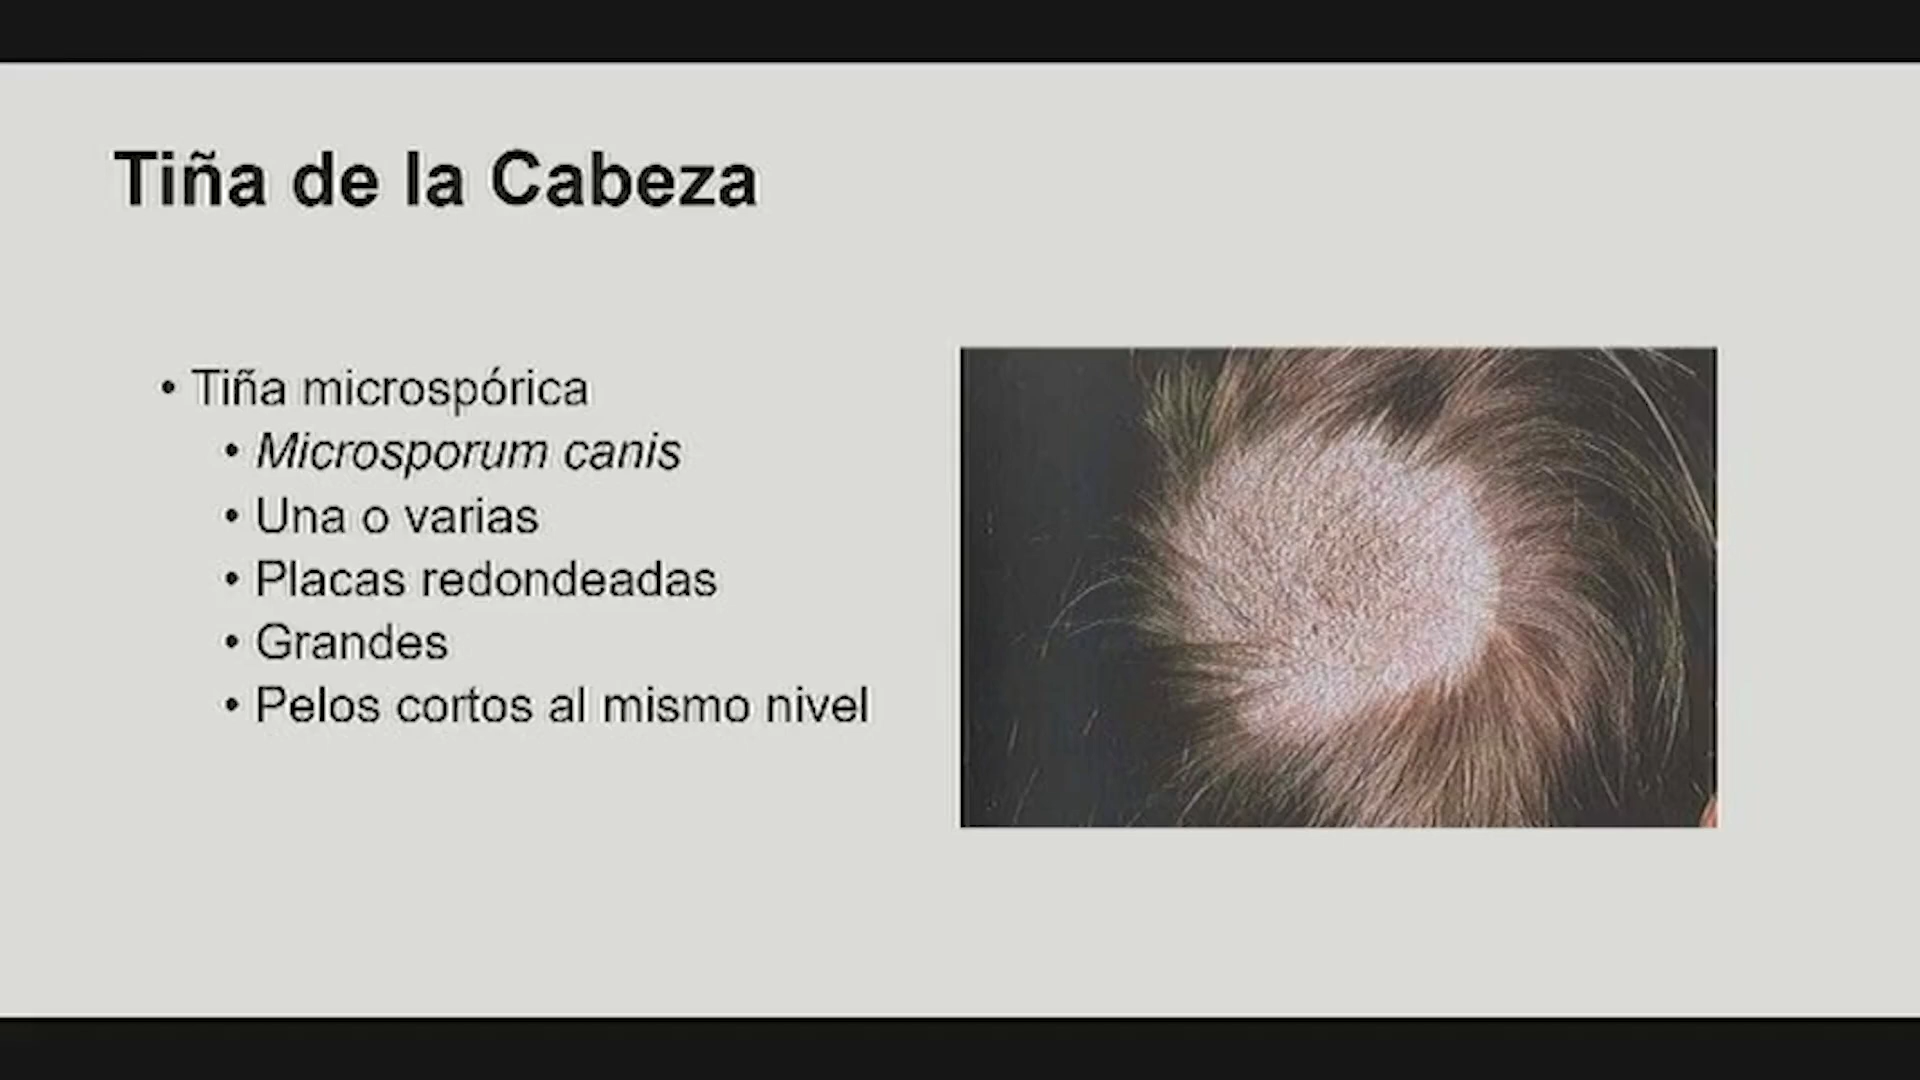 Tiña de la Cabeza
• Tiña microspórica
• Microsporum canis
• Una o varias
• Placas redondeadas
• Grandes
• Pelos cortos al mismo nivel